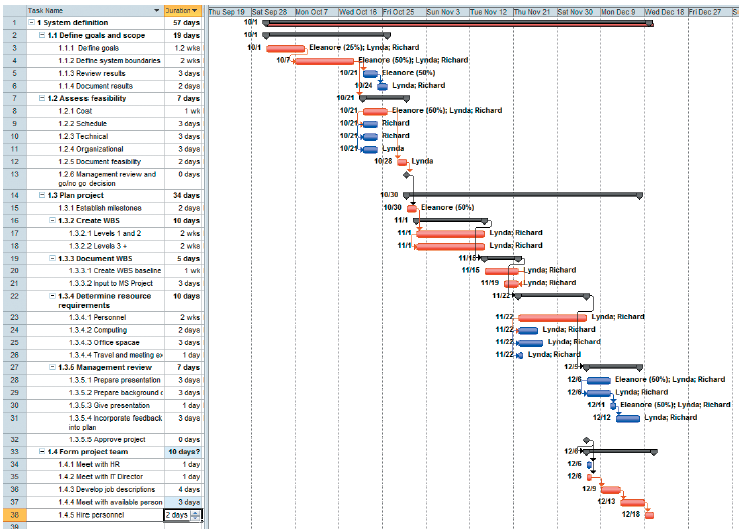 Task Name Duration Thu Sep 19 Sat Sep 28 Mon Oct 7 Wed Oct 16 Fri Oct 25 Sun Nov 3 Tue Nov 12 Thu Nov 21 Sat Nov 30 Mon Dec 9 Wed Dec 18 Fri Dec 27 S
1 1 System definition 57 days 10/1
2 1.1 Define goals and scope 19 days 10/1
3 1.1.1 Define goals 1.2 wks 10/1 Eleanore (25%); Lynda; Richard
4 1.1.2 Define system boundaries 2 wks 10/7 Eleanore (50%); Lynda; Richard
5 1.1.3 Review results 3 days 10/21 Eleanore (50%)
6 1.1.4 Document results 2 days 10/24 Lynda; Richard
7 1.2 Assess feasibility 7 days 10/21
8 1.2.1 Cost 1 wk 10/21 Eleanore (50%); Lynda; Richard
9 1.2.2 Schedule 3 days 10/21 Richard
10 1.2.3 Technical 3 days 10/21 Richard
11 1.2.4 Organizational 3 days 10/21 Lynda
12 1.2.5 Document feasibility 2 days 10/28 Lynda
13 1.2.6 Management review and 0 days
go/no go decision
14 1.3 Plan project 34 days 10/30
15 1.3.1 Establish milestones 2 days 10/30 Eleanore (50%)
16 1.3.2 Create WBS 10 days 11/1
17 1.3.2.1 Levels 1 and 2 2 wks 11/1 Lynda; Richard
18 1.3.2.2 Levels 3 + 2 wks 11/1 Lynda; Richard
19 1.3.3 Document WBS 5 days 11/15
20 1.3.3.1 Create WBS baseline 1 wk 11/15 Lynda; Richard
21 1.3.3.2 Input to MS Project 3 days 11/19 Lynda; Richard
22 1.3.4 Determine resource 10 days 11/22
requirements
23 1.3.4.1 Personnel 2 wks 11/22 Lynda; Richard
24 1.3.4.2 Computing 2 days 11/22 Lynda; Richard
25 1.3.4.3 Office spacae 3 days 11/22 Lynda; Richard
26 1.3.4.4 Travel and meeting ex 1 day 11/22 Lynda; Richard
27 1.3.5 Management review 7 days 12/5
28 1.3.5.1 Prepare presentation 3 days 12/6 Eleanore (50%); Lynda; Richard
29 1.3.5.2 Prepare background d 3 days 12/6 Lynda; Richard
30 1.3.5.3 Give presentation 1 day 12/11 Eleanore (50%); Lynda; Richard
31 1.3.5.4 Incorporate feedback 3 days 12/12 Lynda; Richard
into plan
32 1.3.5.5 Approve project 0 days
33 1.4 Form project team 10 days? 12/6
34 1.4.1 Meet with HR 1 day 12/6
35 1.4.2 Meet with IT Director 1 day 12/6
36 1.4.3 Develop job descriptions 4 days 12/9
37 1.4.4 Meet with available person 3 days 12/13
38 1.4.5 Hire personnel 2 days 12/18
39